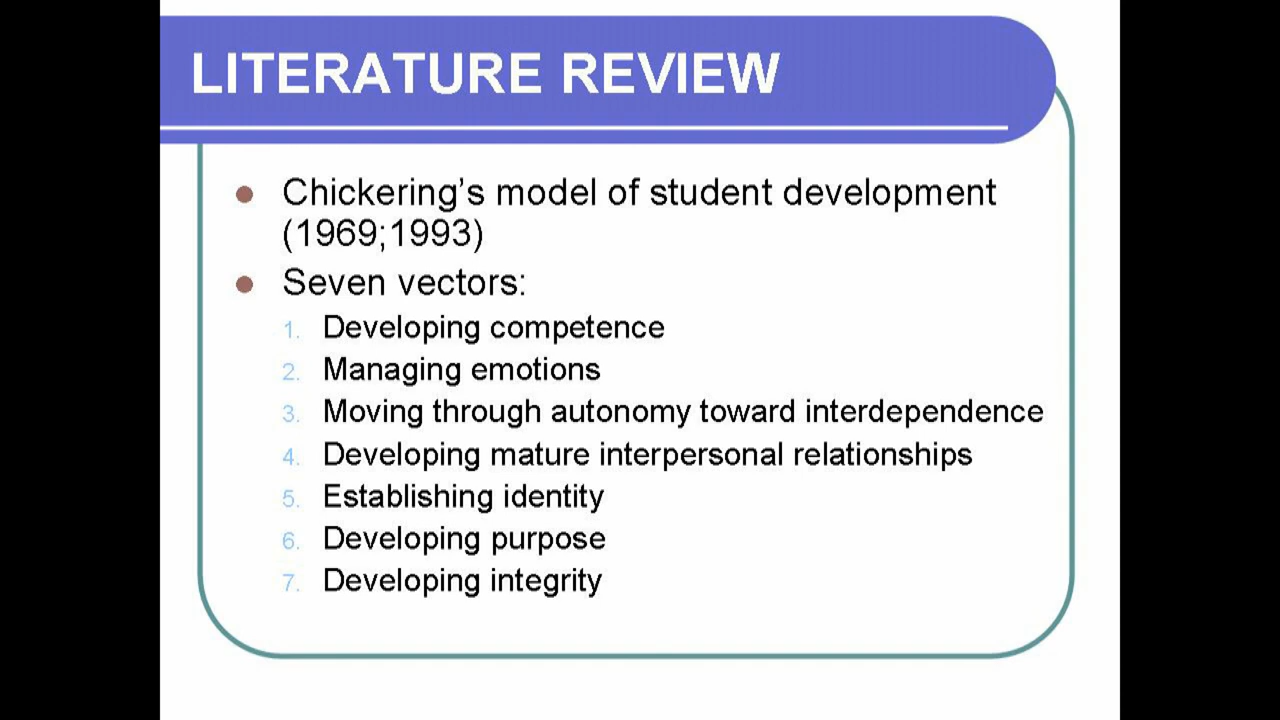 LITERATURE REVIEW
Chickering's model of student development
(1969;1993)
Seven vectors:
1. Developing competence
2. Managing emotions
3. Moving through autonomy toward interdependence
4. Developing mature interpersonal relationships
5. Establishing identity
6. Developing purpose
7. Developing integrity